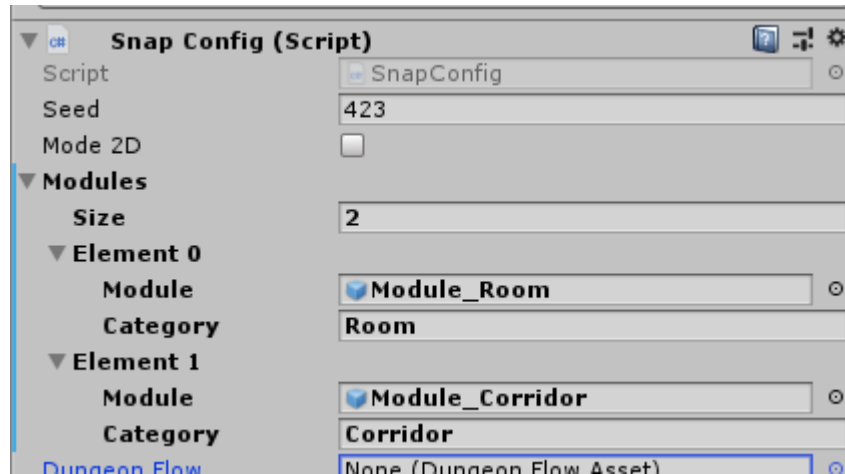 c# Snap Config (Script)
Script SnapConfig
Seed 423
Mode 2D
Modules
Size 2
Element 0
Module Module_Room
Category Room
Element 1
Module Module_Corridor
Category Corridor
Dungeon Flow None (Dungeon Flow Asset)